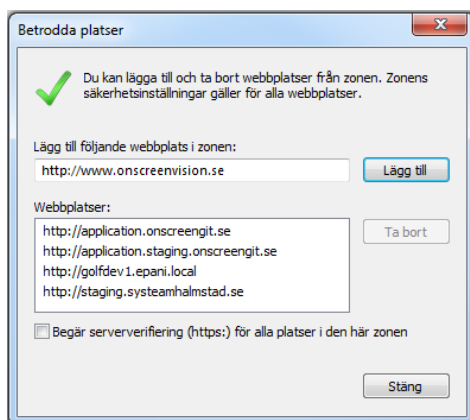 Betrodda platser
Du kan lägga till och ta bort webbplatser från zonen. Zonens
säkerhetsinställningar gäller för alla webbplatser.
Lägg till följande webbplats i zonen:
http://www.onscreenvision.se
Lägg till
Webbplatser:
http://application.onscreengit.se
Ta bort
http://application.staging.onscreengit.se
http://golfdev1.epani.local
http://staging.systeamhalmstad.se
Begär serververifiering (https:) för alla platser i den här zonen
Stäng